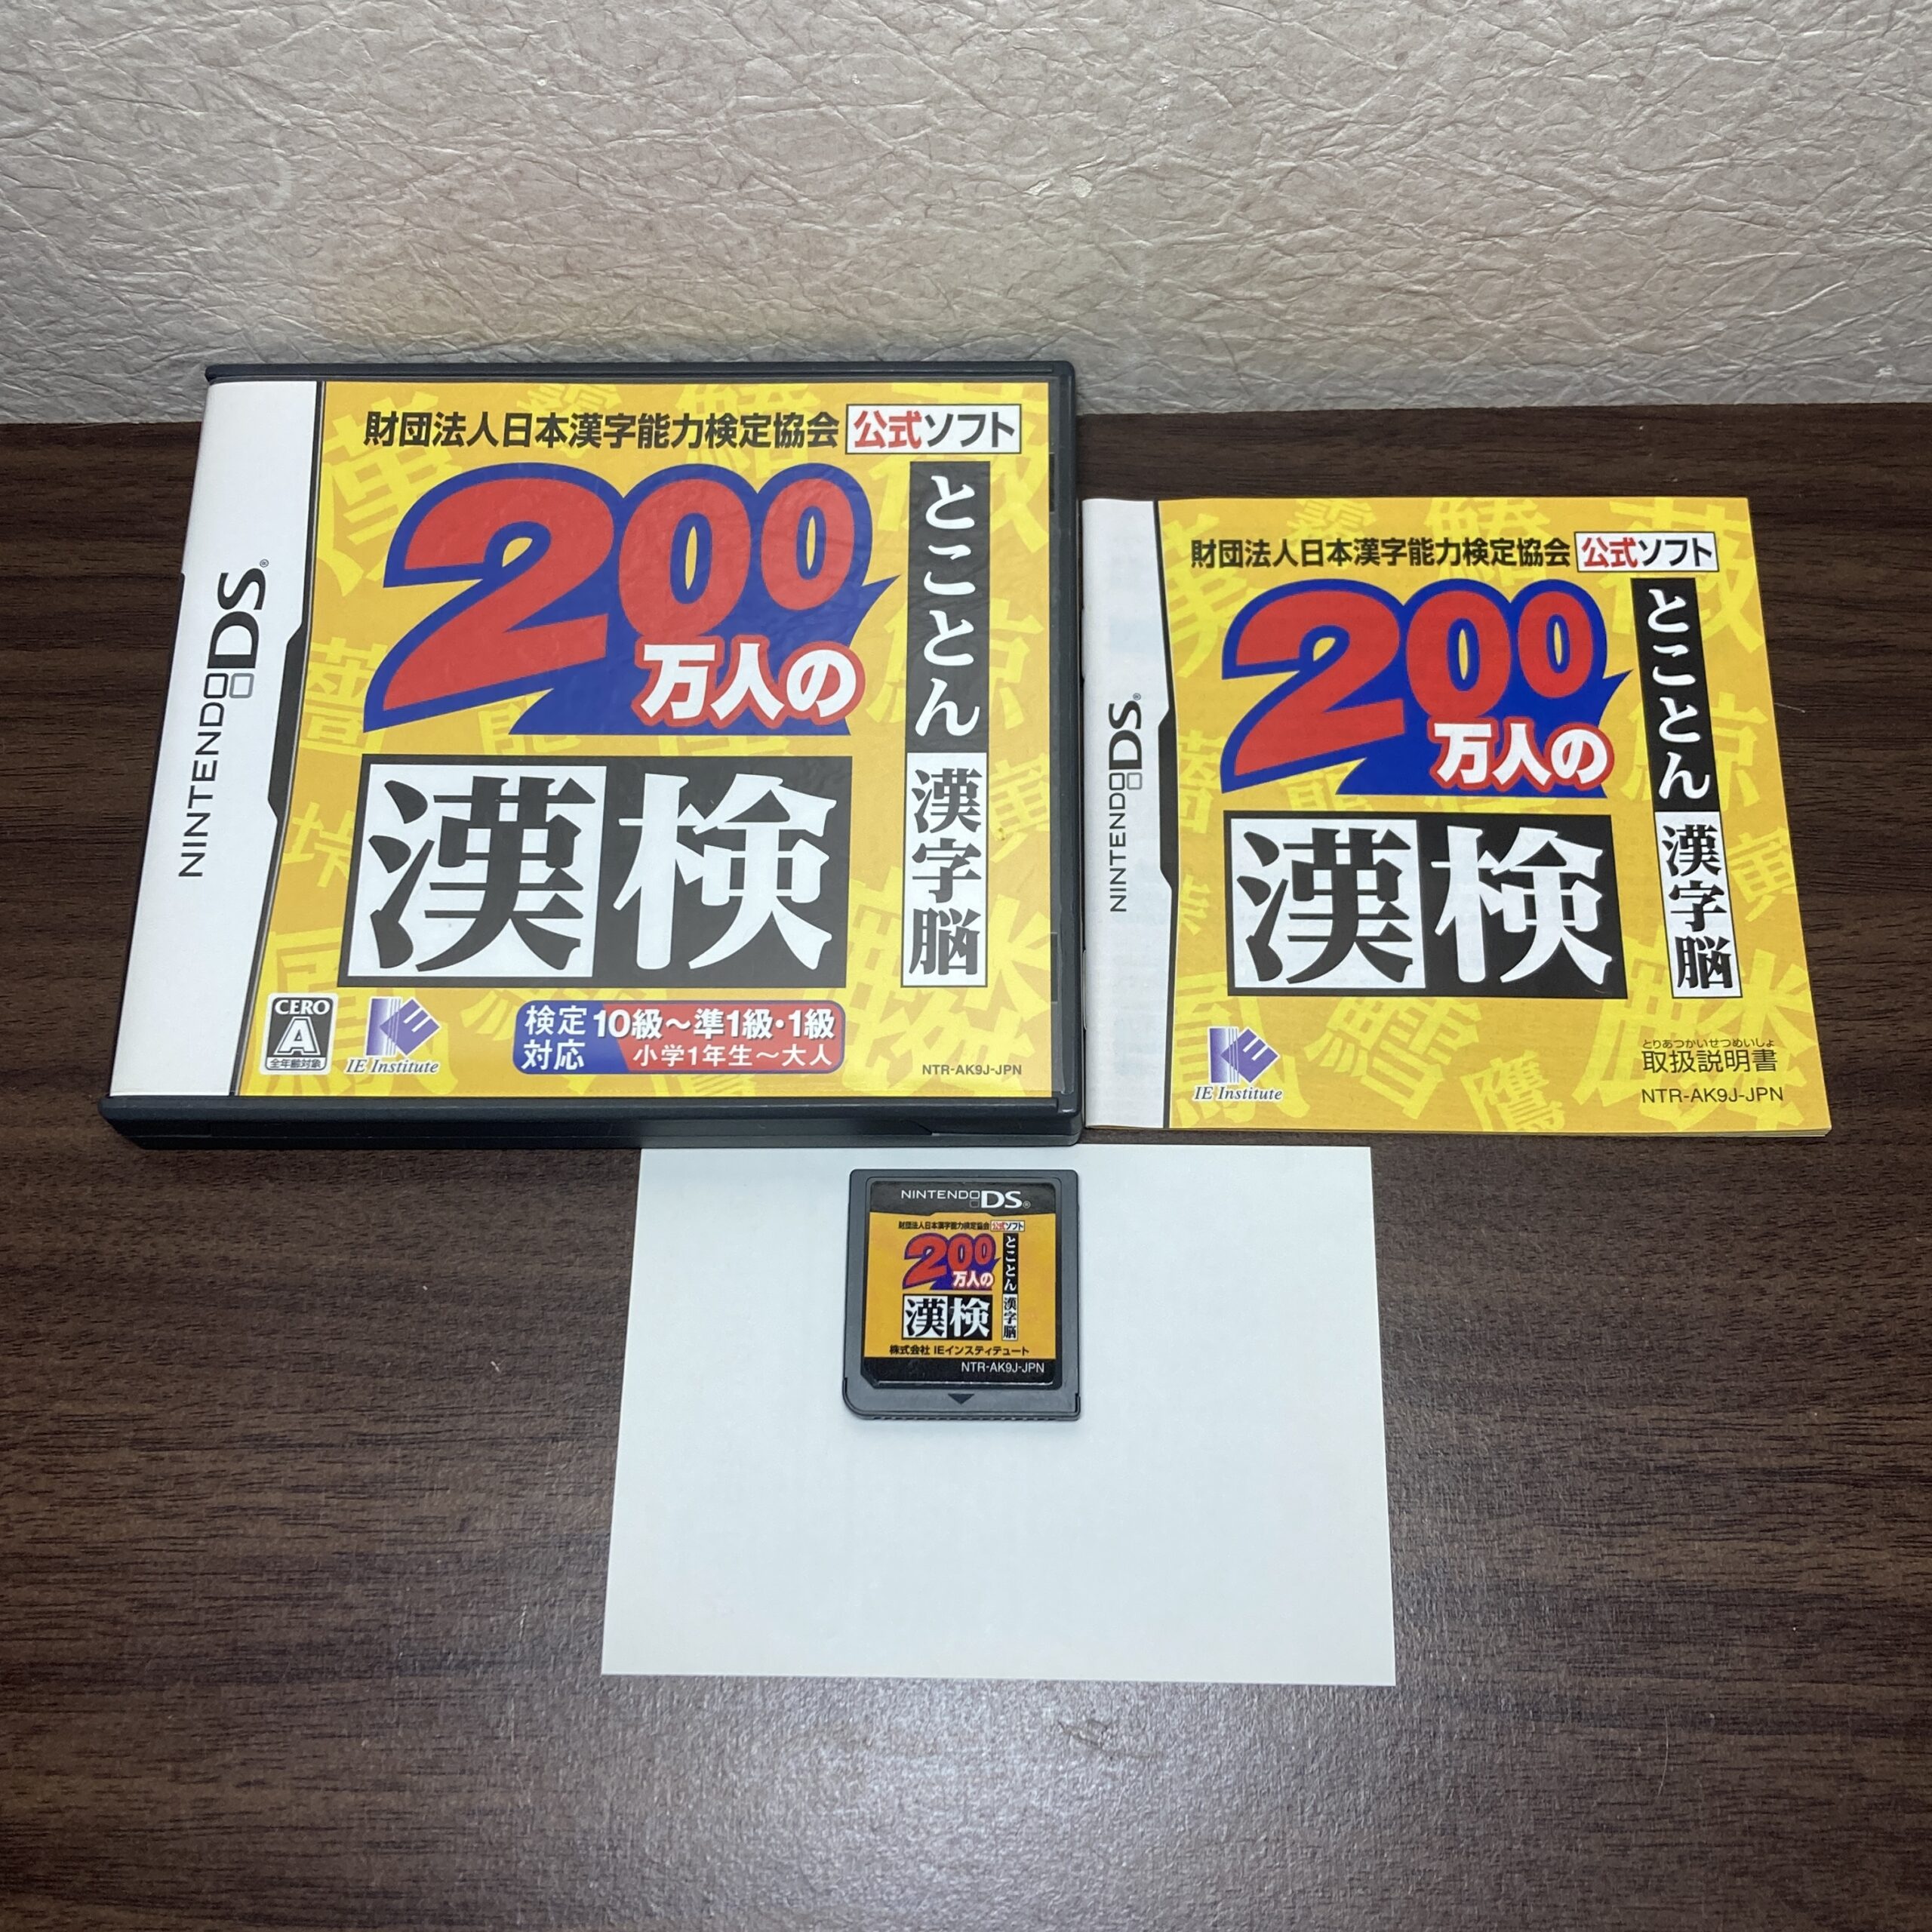 財団法人日本漢字能力検定協会 公式ソフト
200
万人の
漢検
とことん
漢字脳
NINTENDO DS®
CERO
A
全年齢対象
IE Institute
検定対応
10級～準1級・1級
小学1年生～大人
NTR-AK9J-JPN
財団法人日本漢字能力検定協会 公式ソフト
200
万人の
漢検
とことん
漢字脳
NINTENDO DS®
IE Institute
とりあつかいせつめいしょ
取扱説明書
NTR-AK9J-JPN
NINTENDO DS®
財団法人日本漢字能力検定協会 公式ソフト
200
万人の
漢検
とことん
漢字脳
株式会社 IEインスティテュート
NTR-AK9J-JPN